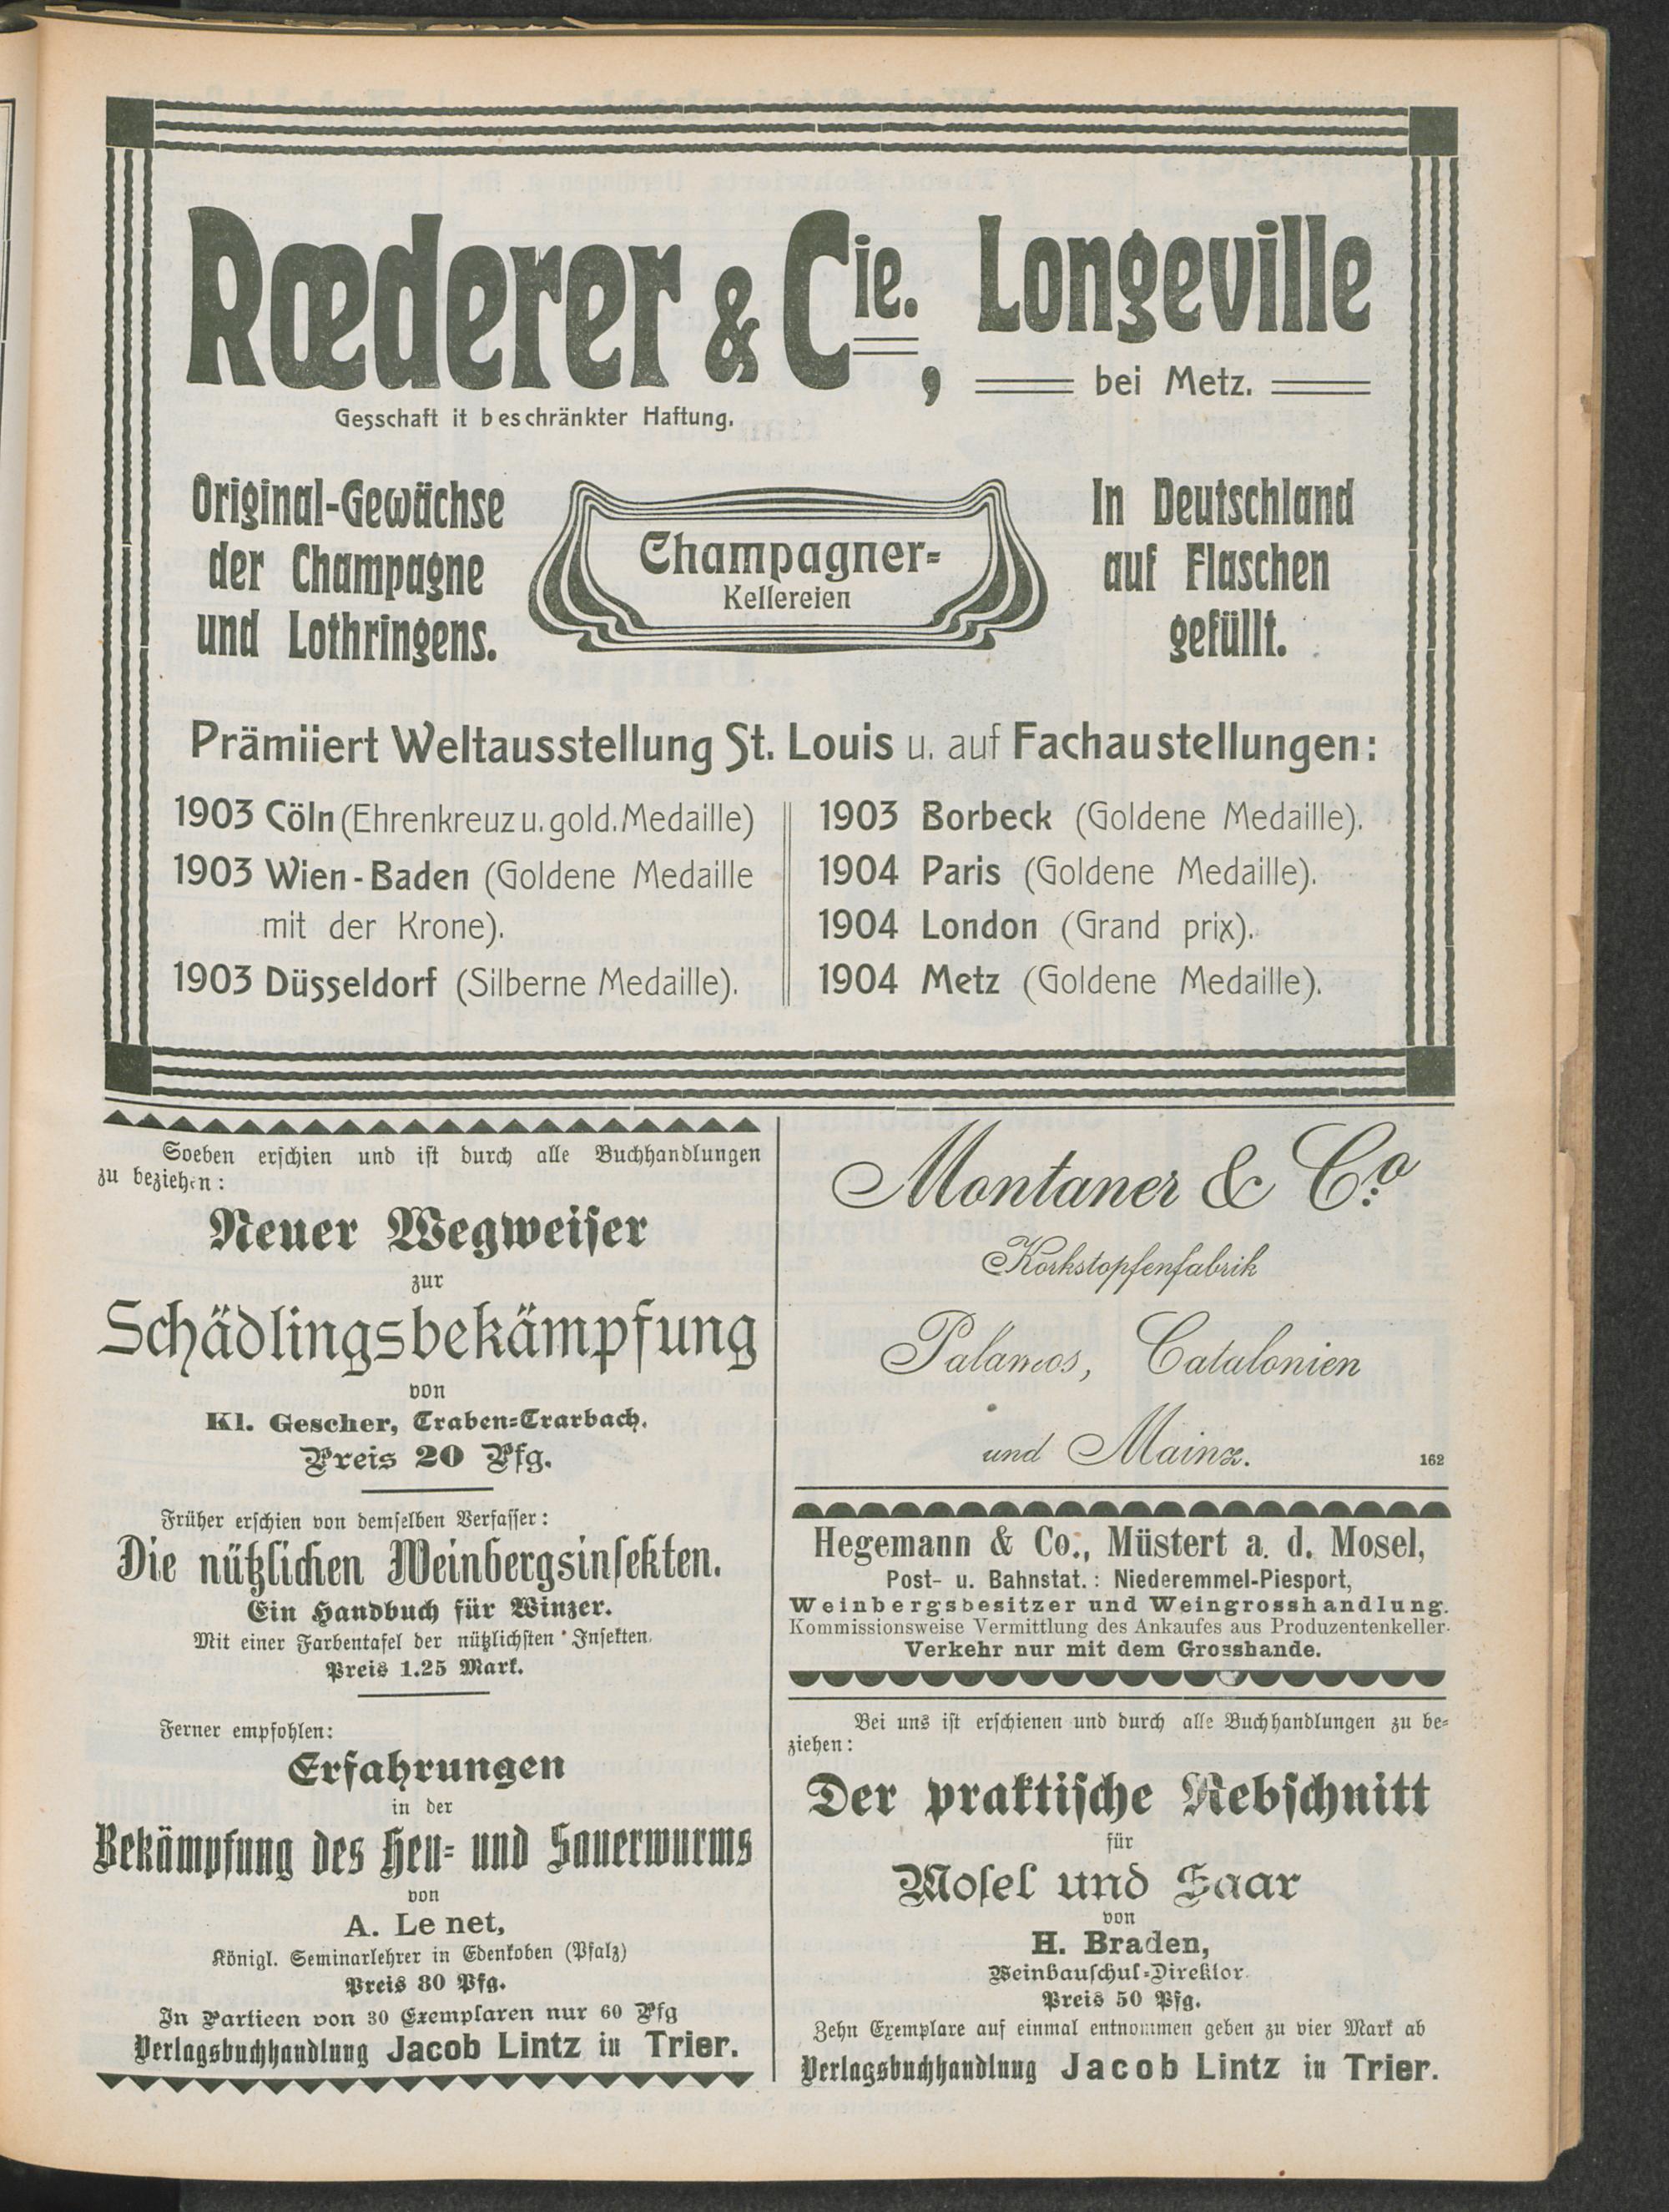 Rœderer & Cie., Longeville
bei Metz.
Gesschaft it beschränkter Haftung.
Original-Gewächse
der Champagne
und Lothringens.
Champagner-
Kellereien
In Deutschland
auf Flaschen
gefüllt.
Prämiiert Weltausstellung St. Louis u. auf Fachaustellungen:
1903 Cöln (Ehrenkreuz u. gold. Medaille)
1903 Wien-Baden (Goldene Medaille
mit der Krone).
1903 Düsseldorf (Silberne Medaille).
1903 Borbeck (Goldene Medaille).
1904 Paris (Goldene Medaille).
1904 London (Grand prix).
1904 Metz (Goldene Medaille).
Soeben erschien und ist durch alle Buchhandlungen
zu beziehen:
Neuer Wegweiser
zur
Schädlingsbekämpfung
von
Kl. Gescher, Traben-Trarbach.
Preis 20 Pfg.
Früher erschien von demselben Verfasser:
Die nützlichen Weinbergsinsekten.
Ein Handbuch für Winzer.
Mit einer Farbentafel der nützlichsten Insekten.
Preis 1.25 Mark.
Ferner empfohlen:
Erfahrungen
in der
Bekämpfung des Heu- und Sauerwurms
von
A. Le net,
Königl. Seminarlehrer in Edenkoben (Pfalz)
Preis 80 Pfg.
In Partieen von 30 Exemplaren nur 60 Pfg
Verlagsbuchhandlung Jacob Lintz in Trier.
Montaner & Co.
Korkstopfenfabrik
Palamos, Catalonien
und Mainz.
162
Hegemann & Co., Müstert a. d. Mosel,
Post- u. Bahnstat.: Niederemmel-Piesport,
Weinbergsbesitzer und Weingrosshandlung.
Kommissionsweise Vermittlung des Ankaufes aus Produzentenkeller.
Verkehr nur mit dem Grosshande.
Bei uns ist erschienen und durch alle Buchhandlungen zu be-
ziehen:
Der praktische Rebschnitt
für
Mosel und Saar
von
H. Braden,
Weinbauschul-Direktor.
Preis 50 Pfg.
Zehn Exemplare auf einmal entnommen geben zu vier Mark ab
Verlagsbuchhandlung Jacob Lintz in Trier.